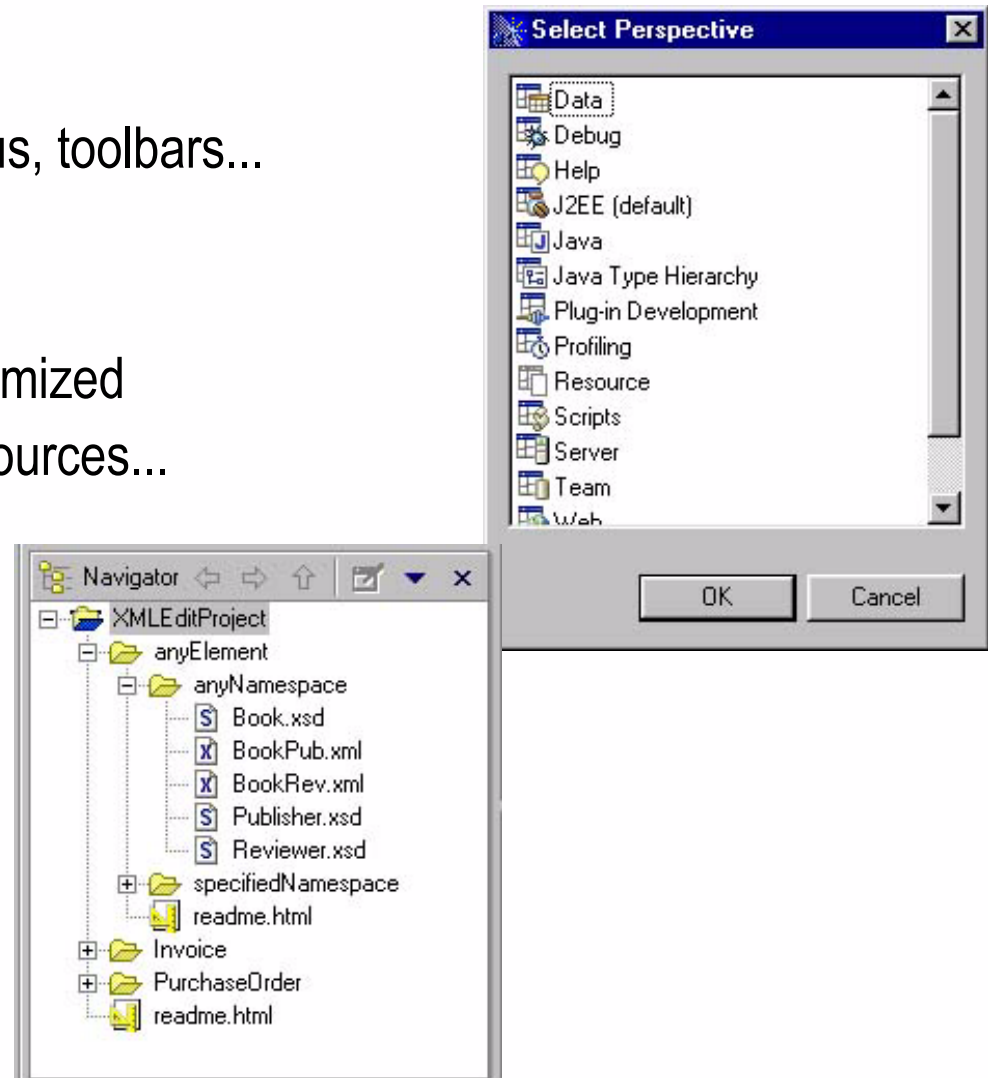 us, toolbars...
mized
ources...
Select Perspective
Data
Debug
Help
J2EE (default)
Java
Java Type Hierarchy
Plug-in Development
Profiling
Resource
Scripts
Server
Team
Web
OK Cancel
Navigator
XMLEditProject
anyElement
anyNamespace
Book.xsd
BookPub.xml
BookRev.xml
Publisher.xsd
Reviewer.xsd
specifiedNamespace
readme.html
Invoice
PurchaseOrder
readme.html